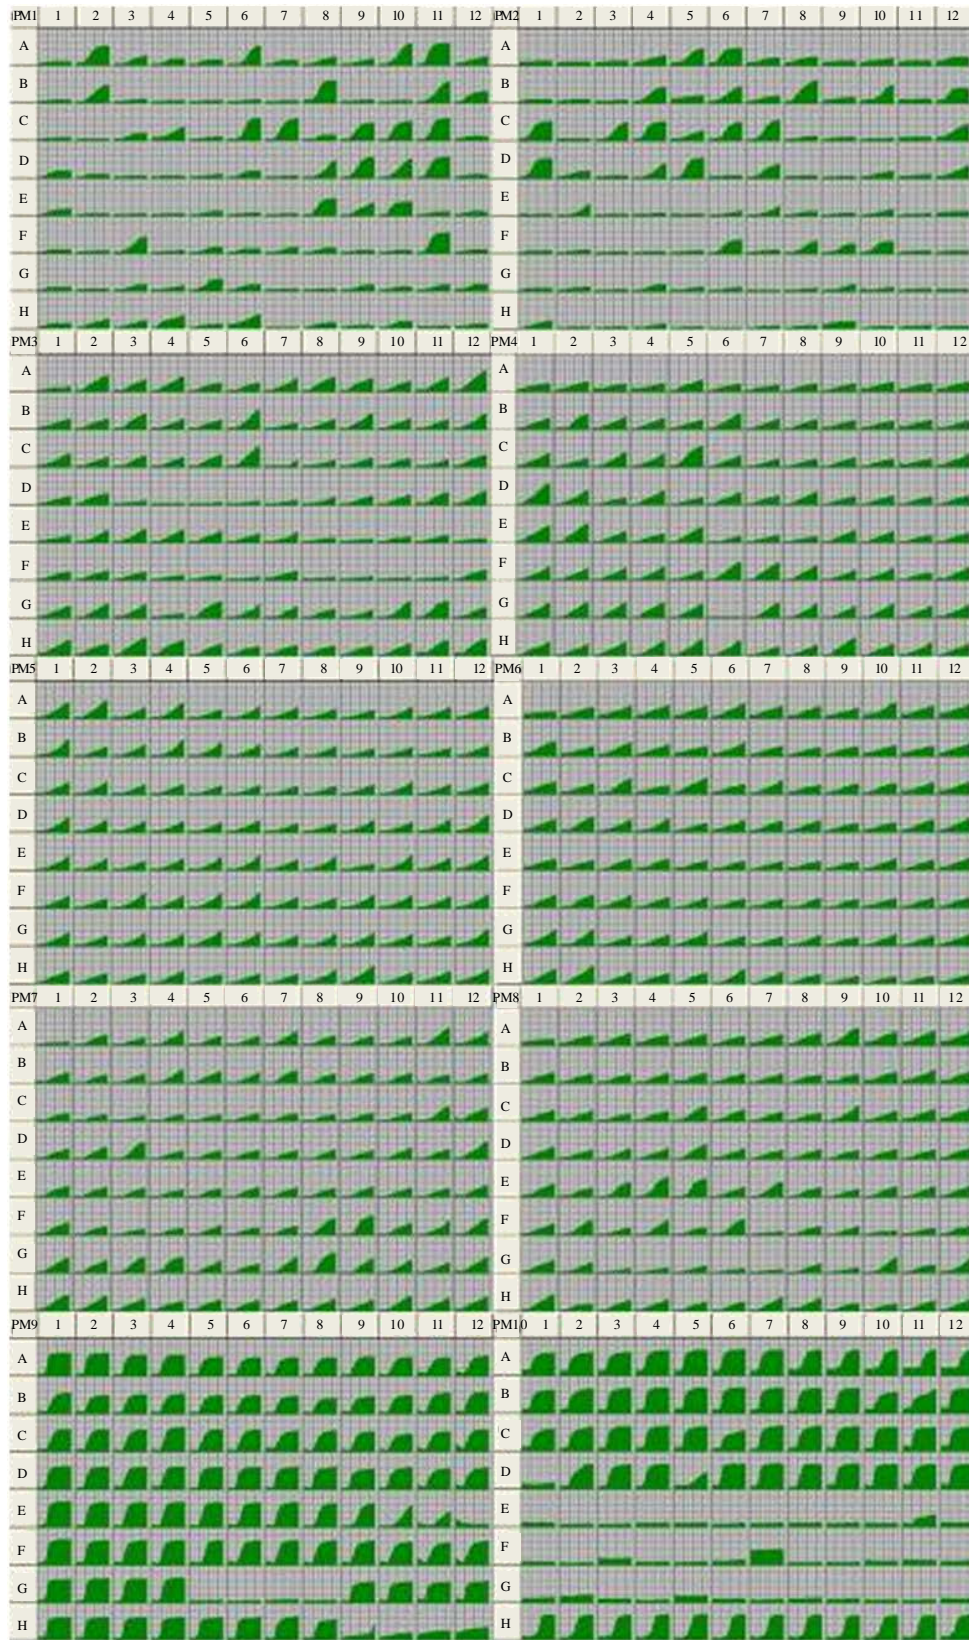 PM1 1 2 3 4 5 6 7 8 9 10 11 12 PM2 1 2 3 4 5 6 7 8 9 10 11 12
A A
B B
C C
D D
E E
F F
G G
H H
PM3 1 2 3 4 5 6 7 8 9 10 11 12 PM4 1 2 3 4 5 6 7 8 9 10 11 12
A A
B B
C C
D D
E E
F F
G G
H H
PM5 1 2 3 4 5 6 7 8 9 10 11 12 PM6 1 2 3 4 5 6 7 8 9 10 11 12
A A
B B
C C
D D
E E
F F
G G
H H
PM7 1 2 3 4 5 6 7 8 9 10 11 12 PM8 1 2 3 4 5 6 7 8 9 10 11 12
A A
B B
C C
D D
E E
F F
G G
H H
PM9 1 2 3 4 5 6 7 8 9 10 11 12 PM10 1 2 3 4 5 6 7 8 9 10 11 12
A A
B B
C C
D D
E E
F F
G G
H H